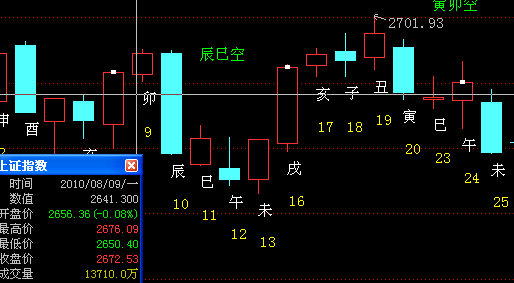 寅卯空
2701.93
辰巳空
申
酉
亥
卯
辰
巳
午
未
戌
亥
子
丑
寅
巳
午
未
9
10
11
12
13
16
17
18
19
20
23
24
25
上证指数
时间 2010/08/09/一
数值 2641.300
开盘价 2656.36(-0.08%)
最高价 2676.09
最低价 2650.40
收盘价 2672.53
成交量 13710.0万